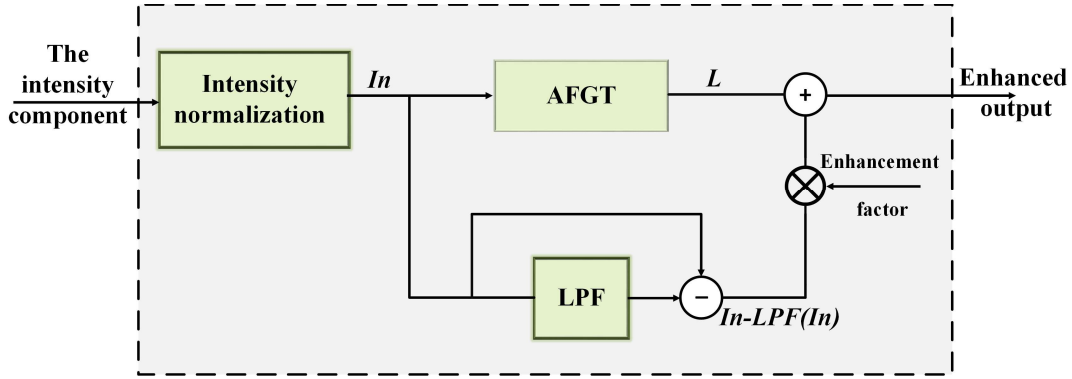 The
intensity
component
Intensity
normalization
In
AFGT
L
+
Enhanced
output
Enhancement
factor
LPF
−
In-LPF(In)